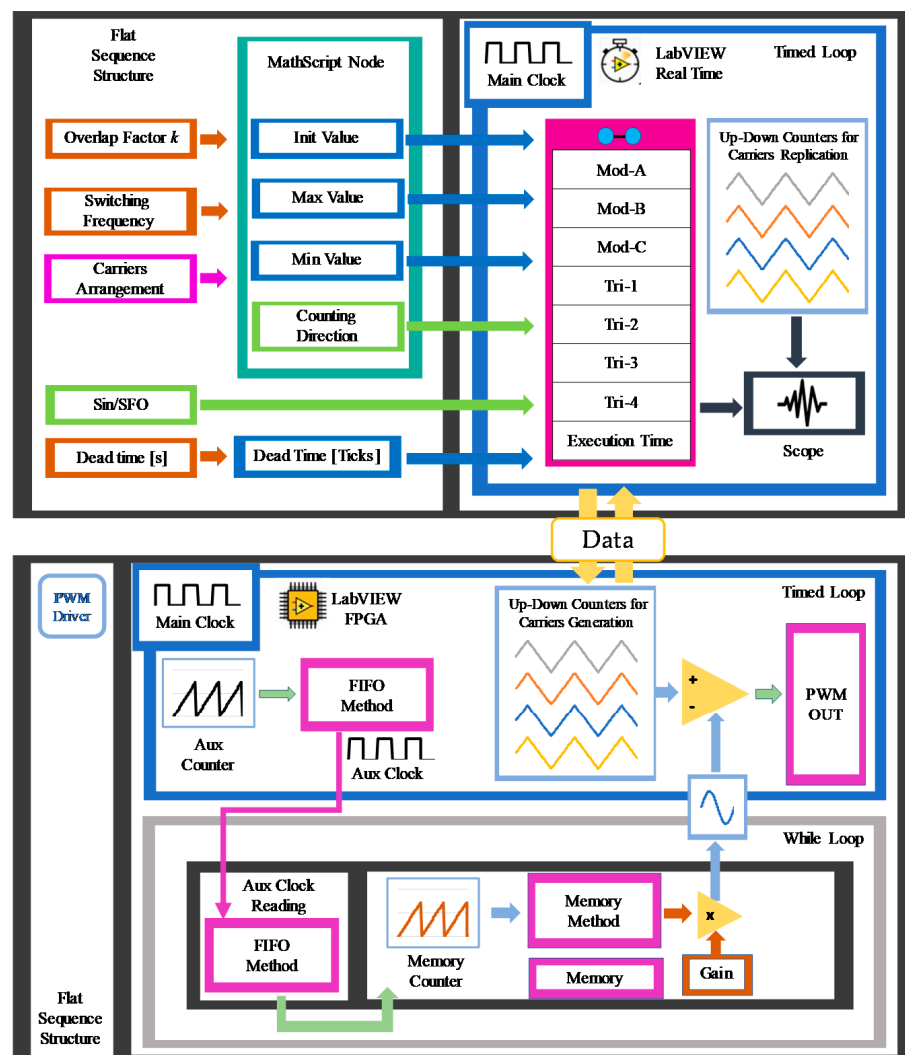 Flat
Sequence
Structure
MathScript Node
Main Clock
LabVIEW
Real Time
Timed Loop
Overlap Factor k
Init Value
Switching
Frequency
Max Value
Carriers
Arrangement
Min Value
Counting
Direction
Sin/SFO
Dead time [s]
Dead Time [Ticks]
Mod-A
Mod-B
Mod-C
Tri-1
Tri-2
Tri-3
Tri-4
Execution Time
Up-Down Counters for
Carriers Replication
Scope
Data
PWM
Driver
Main Clock
LabVIEW
FPGA
Timed Loop
Aux
Counter
FIFO
Method
Aux Clock
Up-Down Counters for
Carriers Generation
+
-
PWM
OUT
While Loop
Aux Clock
Reading
FIFO
Method
Memory
Counter
Memory
Method
Memory
x
Gain
Flat
Sequence
Structure